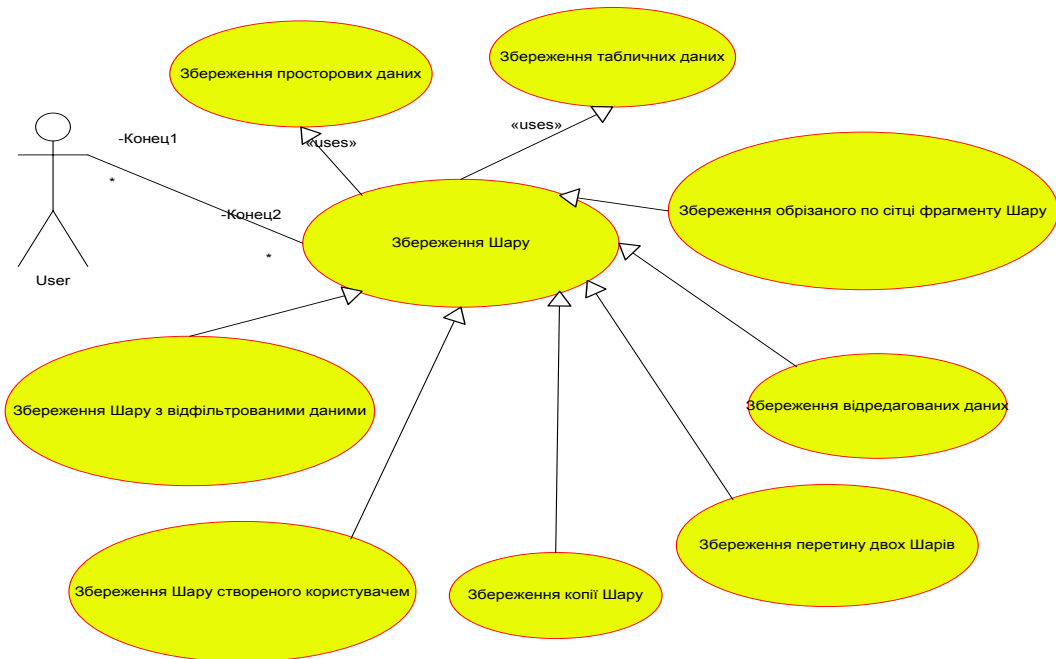 Збереження табличних даних
Збереження просторових даних
«uses»
-Конец1
«uses»
*
Збереження обрізаного по сітці фрагменту Шару
-Конец2
Збереження Шару
*
User
Збереження Шару з відфільтрованими даними
Збереження відредагованих даних
Збереження перетину двох Шарів
Збереження Шару створеного користувачем
Збереження копії Шару